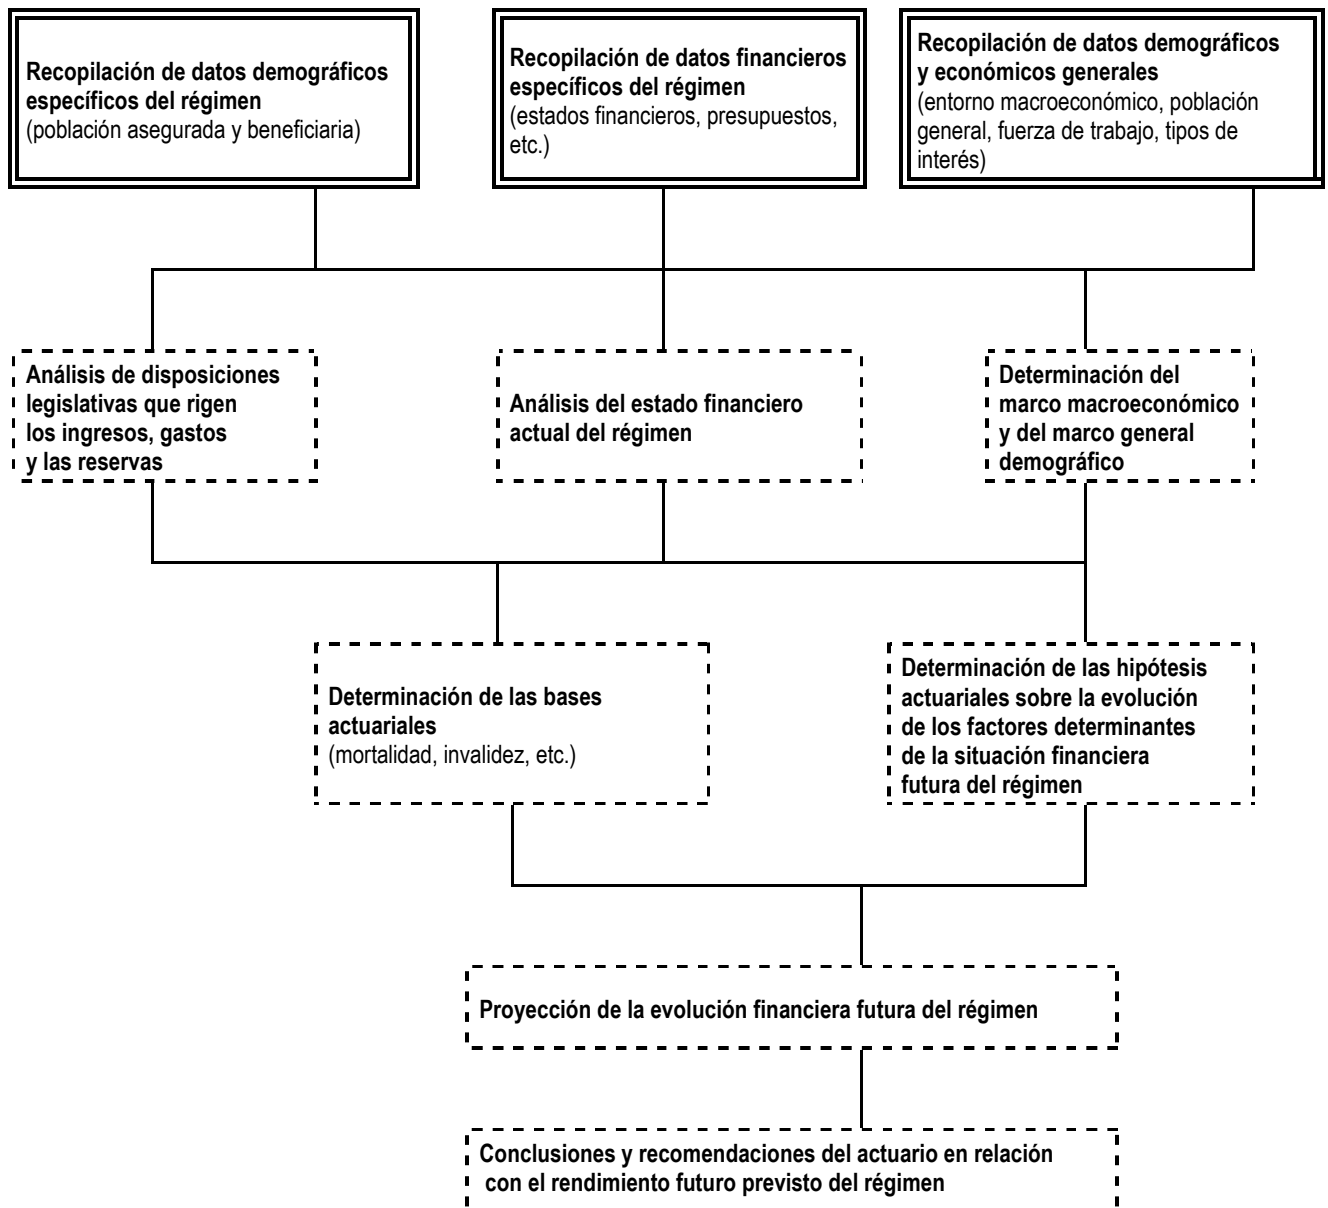 Recopilación de datos demográficos
específicos del régimen
(población asegurada y beneficiaria)
Recopilación de datos financieros
específicos del régimen
(estados financieros, presupuestos,
etc.)
Recopilación de datos demográficos
y económicos generales
(entorno macroeconómico, población
general, fuerza de trabajo, tipos de
interés)
Análisis de disposiciones
legislativas que rigen
los ingresos, gastos
y las reservas
Análisis del estado financiero
actual del régimen
Determinación del
marco macroeconómico
y del marco general
demográfico
Determinación de las bases
actuariales
(mortalidad, invalidez, etc.)
Determinación de las hipótesis
actuariales sobre la evolución
de los factores determinantes
de la situación financiera
futura del régimen
Proyección de la evolución financiera futura del régimen
Conclusiones y recomendaciones del actuario en relación
con el rendimiento futuro previsto del régimen